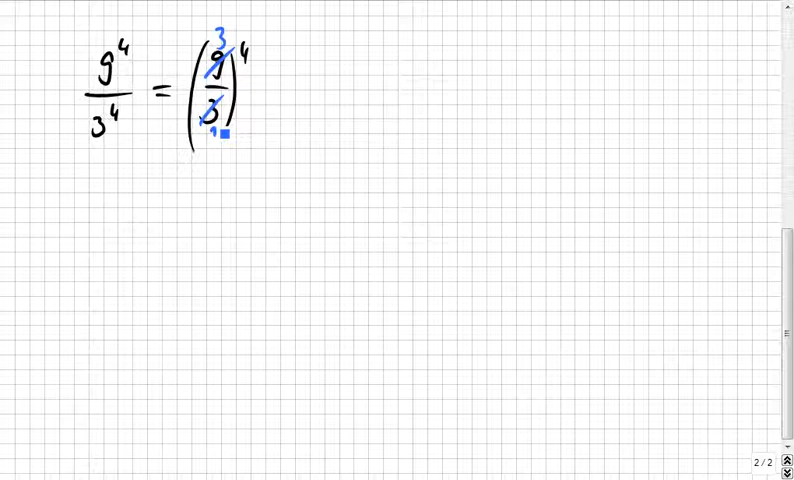 3
9^4/3^4 = (9/3)^4
1
2 / 2